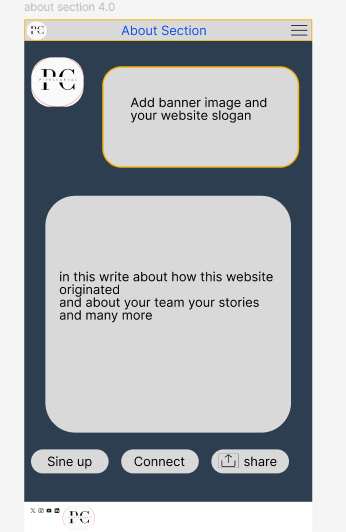 about section 4.0
PC
About Section
PC
Add banner image and
your website slogan
in this write about how this website
originated
and about your team your stories
and many more
Sine up
Connect
share
PC